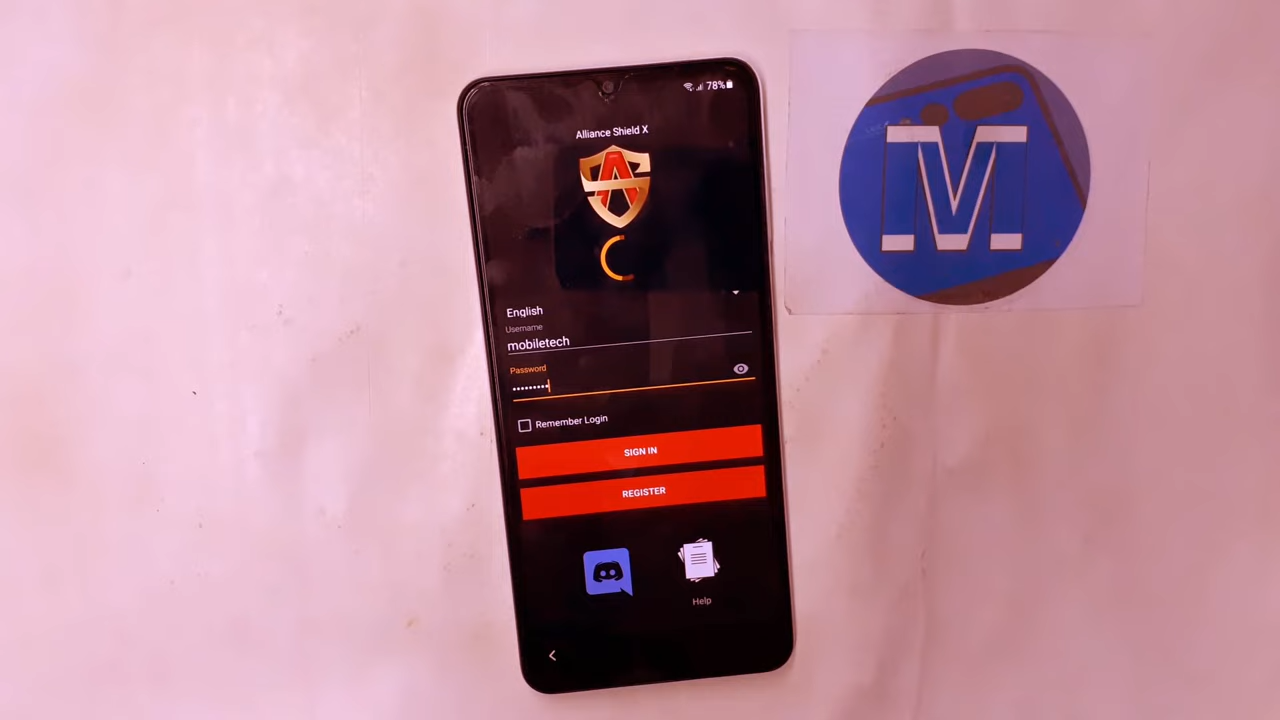 78%
Alliance Shield X
English
Username
mobiletech
Password
•••••••••
Remember Login
SIGN IN
REGISTER
Help
M